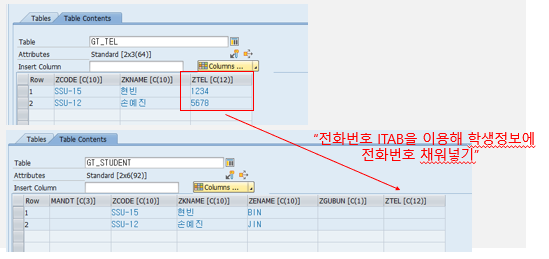 Tables Table Contents
Table GT_TEL
Attributes Standard [2x3(64)]
Insert Column Columns ...
Row ZCODE [C(10)] ZKNAME [C(10)] ZTEL [C(12)]
1 SSU-15 현빈 1234
2 SSU-12 손예진 5678
"전화번호 ITAB을 이용해 학생정보에
전화번호 채워넣기"
Tables Table Contents
Table GT_STUDENT
Attributes Standard [2x6(92)]
Insert Column Columns ...
Row MANDT [C(3)] ZCODE [C(10)] ZKNAME [C(10)] ZENAME [C(10)] ZGUBUN [C(1)] ZTEL [C(12)]
1 SSU-15 현빈 BIN
2 SSU-12 손예진 JIN